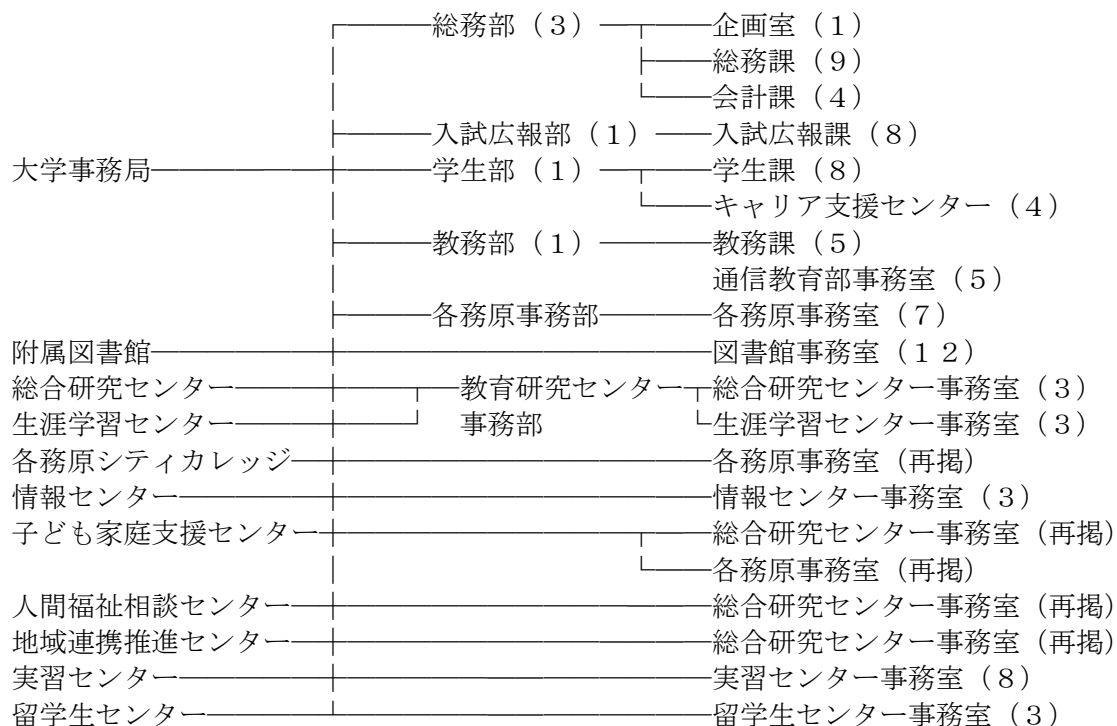 総務部（３） 企画室（１）
総務課（９）
会計課（４）
入試広報部（１） 入試広報課（８）
大学事務局 学生部（１） 学生課（８）
キャリア支援センター（４）
教務部（１） 教務課（５）
通信教育部事務室（５）
各務原事務部 各務原事務室（７）
附属図書館 図書館事務室（１２）
総合研究センター 教育研究センター 総合研究センター事務室（３）
生涯学習センター 事務部 生涯学習センター事務室（３）
各務原シティカレッジ 各務原事務室（再掲）
情報センター 情報センター事務室（３）
子ども家庭支援センター 総合研究センター事務室（再掲）
各務原事務室（再掲）
人間福祉相談センター 総合研究センター事務室（再掲）
地域連携推進センター 総合研究センター事務室（再掲）
実習センター 実習センター事務室（８）
留学生センター 留学生センター事務室（３）